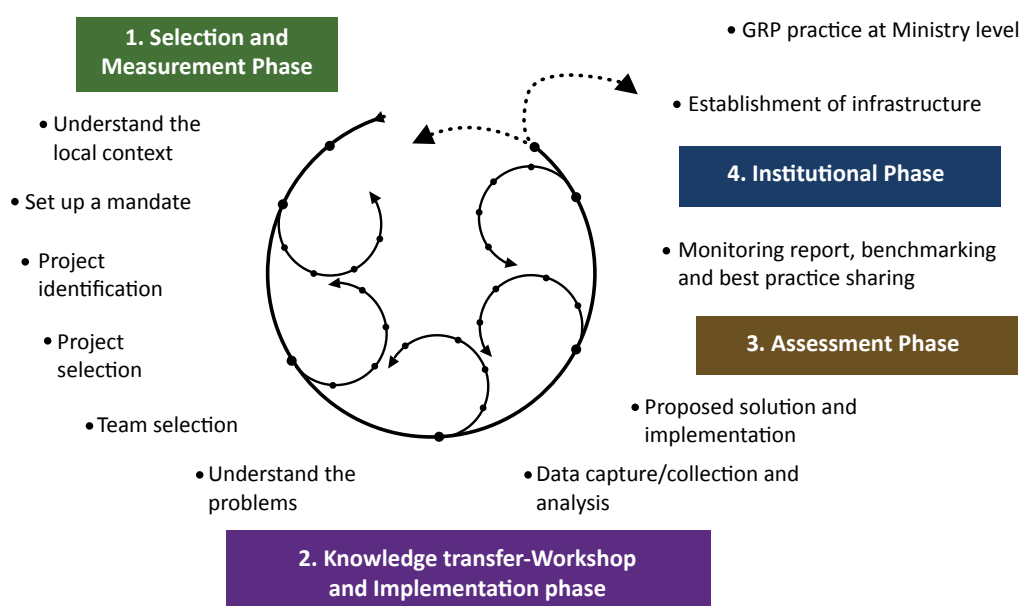 1. Selection and
Measurement Phase
• Understand the
local context
• Set up a mandate
• Project
identification
• Project
selection
• Team selection
• Understand the
problems
2. Knowledge transfer-Workshop
and Implementation phase
• Data capture/collection and
analysis
• Proposed solution and
implementation
3. Assessment Phase
• Monitoring report, benchmarking
and best practice sharing
4. Institutional Phase
• Establishment of infrastructure
• GRP practice at Ministry level